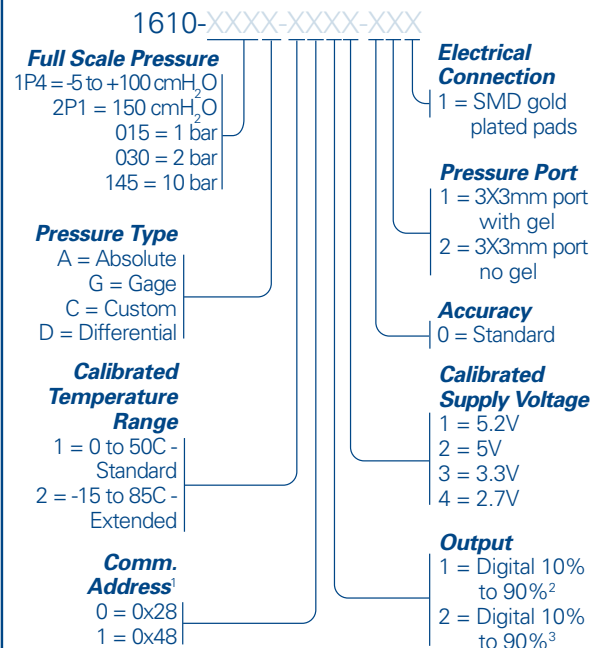 1610-XXXX-XXXX-XXX
Full Scale Pressure
1P4 = -5 to +100 cmH2O
2P1 = 150 cmH2O
015 = 1 bar
030 = 2 bar
145 = 10 bar
Pressure Type
A = Absolute
G = Gage
C = Custom
D = Differential
Calibrated
Temperature
Range
1 = 0 to 50C -
Standard
2 = -15 to 85C -
Extended
Comm.
Address1
0 = 0x28
1 = 0x48
Electrical
Connection
1 = SMD gold
plated pads
Pressure Port
1 = 3X3mm port
with gel
2 = 3X3mm port
no gel
Accuracy
0 = Standard
Calibrated
Supply Voltage
1 = 5.2V
2 = 5V
3 = 3.3V
4 = 2.7V
Output
1 = Digital 10%
to 90%2
2 = Digital 10%
to 90%3